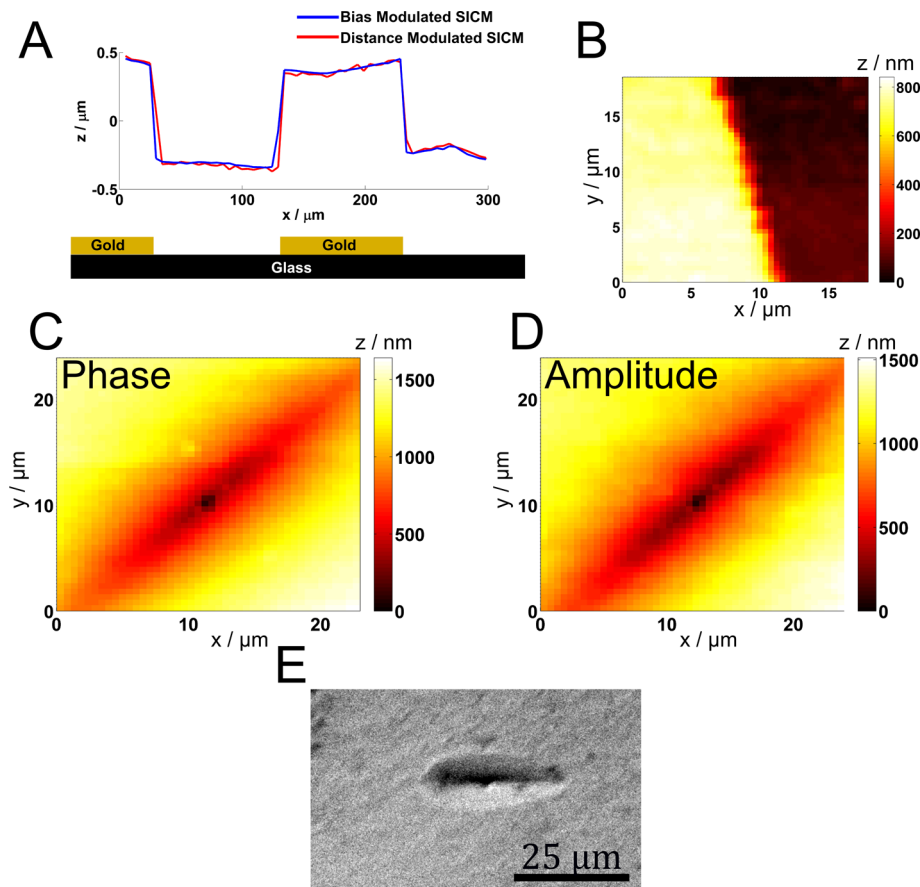 A
Bias Modulated SICM
Distance Modulated SICM
0.5
0
-0.5
z / μm
0
100
200
300
x / μm
Gold
Gold
Glass
B
z / nm
15
10
5
0
y / μm
0
5
10
15
x / μm
800
600
400
200
0
C
Phase
z / nm
20
10
0
y / μm
0
10
20
x / μm
1500
1000
500
0
D
Amplitude
z / nm
20
10
0
y / μm
0
10
20
x / μm
1500
1000
500
0
E
25 μm